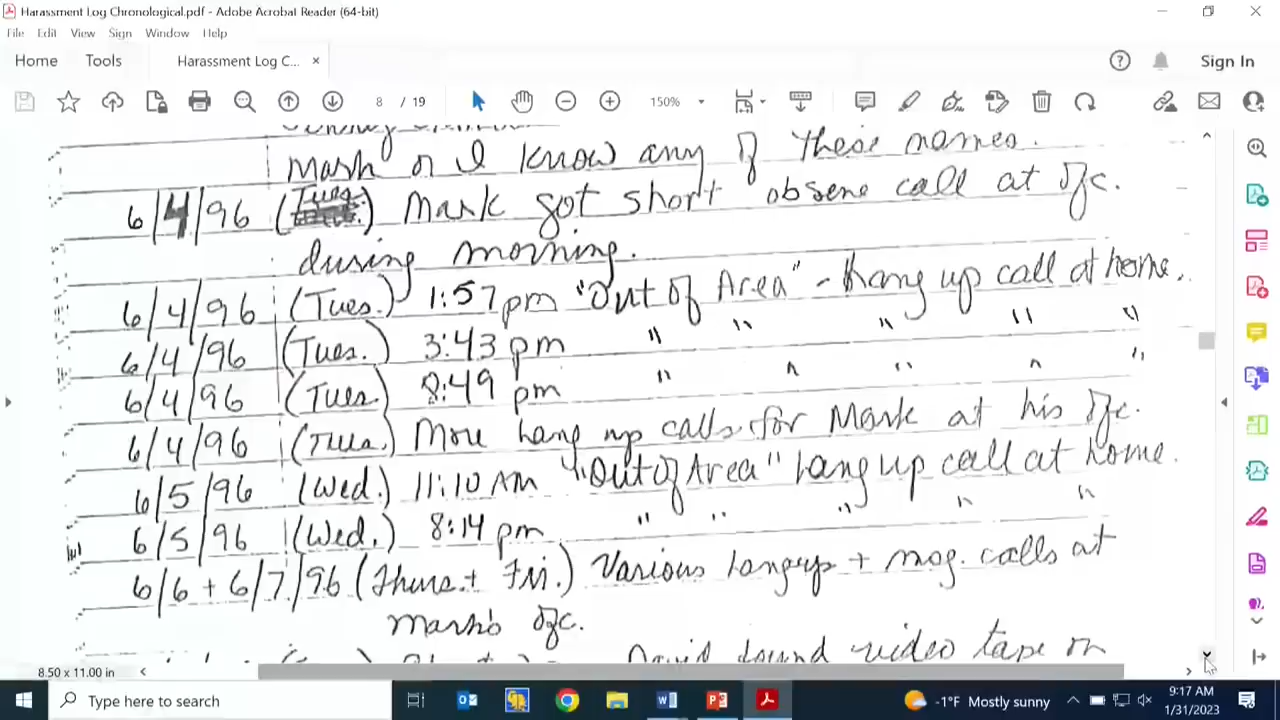 Harassment Log Chronological.pdf - Adobe Acrobat Reader (64-bit)
File Edit View Sign Window Help
Home Tools Harassment Log C... × Sign In
8 / 19 150%
Mark or I know any of these names.
6/4/96 (Tues.) Mark got short obsene call at ofc.
during morning.
6/4/96 (Tues.) 1:57 pm "Out of Area" - hang up call at home.
6/4/96 (Tues.) 3:43 pm " " " " "
6/4/96 (Tues.) 8:49 pm " " " " "
6/4/96 (Tues.) More hang up calls for Mark at his ofc.
6/5/96 (Wed.) 11:10 AM "Out of Area" hang up call at home.
6/5/96 (Wed.) 8:14 pm " " " " "
6/6 + 6/7/96 (Thurs. + Fri.) Various hangup + mag. calls at
Mark's ofc.
David found video tape on
8.50 x 11.00 in
Type here to search
-1°F Mostly sunny
9:17 AM
1/31/2023